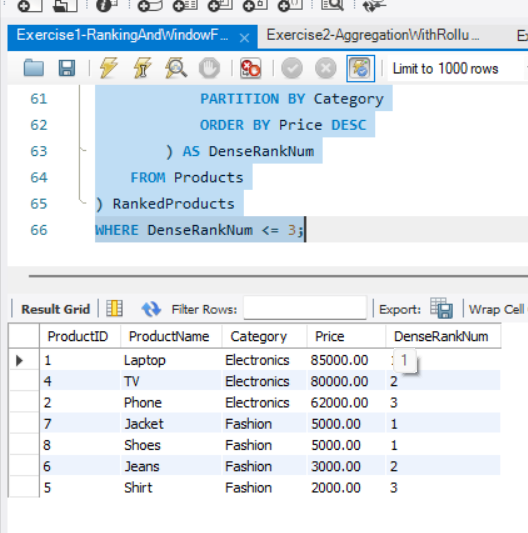 Exercise1-RankingAndWindowF...
Exercise2-AggregationWithRollu
Limit to 1000 rows
61 PARTITION BY Category
62 ORDER BY Price DESC
63 ) AS DenseRankNum
64 FROM Products
65 ) RankedProducts
66 WHERE DenseRankNum <= 3;
Result Grid Filter Rows: Export: Wrap Cell
ProductID ProductName Category Price DenseRankNum
1 Laptop Electronics 85000.00 1
4 TV Electronics 80000.00 2
2 Phone Electronics 62000.00 3
7 Jacket Fashion 5000.00 1
8 Shoes Fashion 5000.00 1
6 Jeans Fashion 3000.00 2
5 Shirt Fashion 2000.00 3